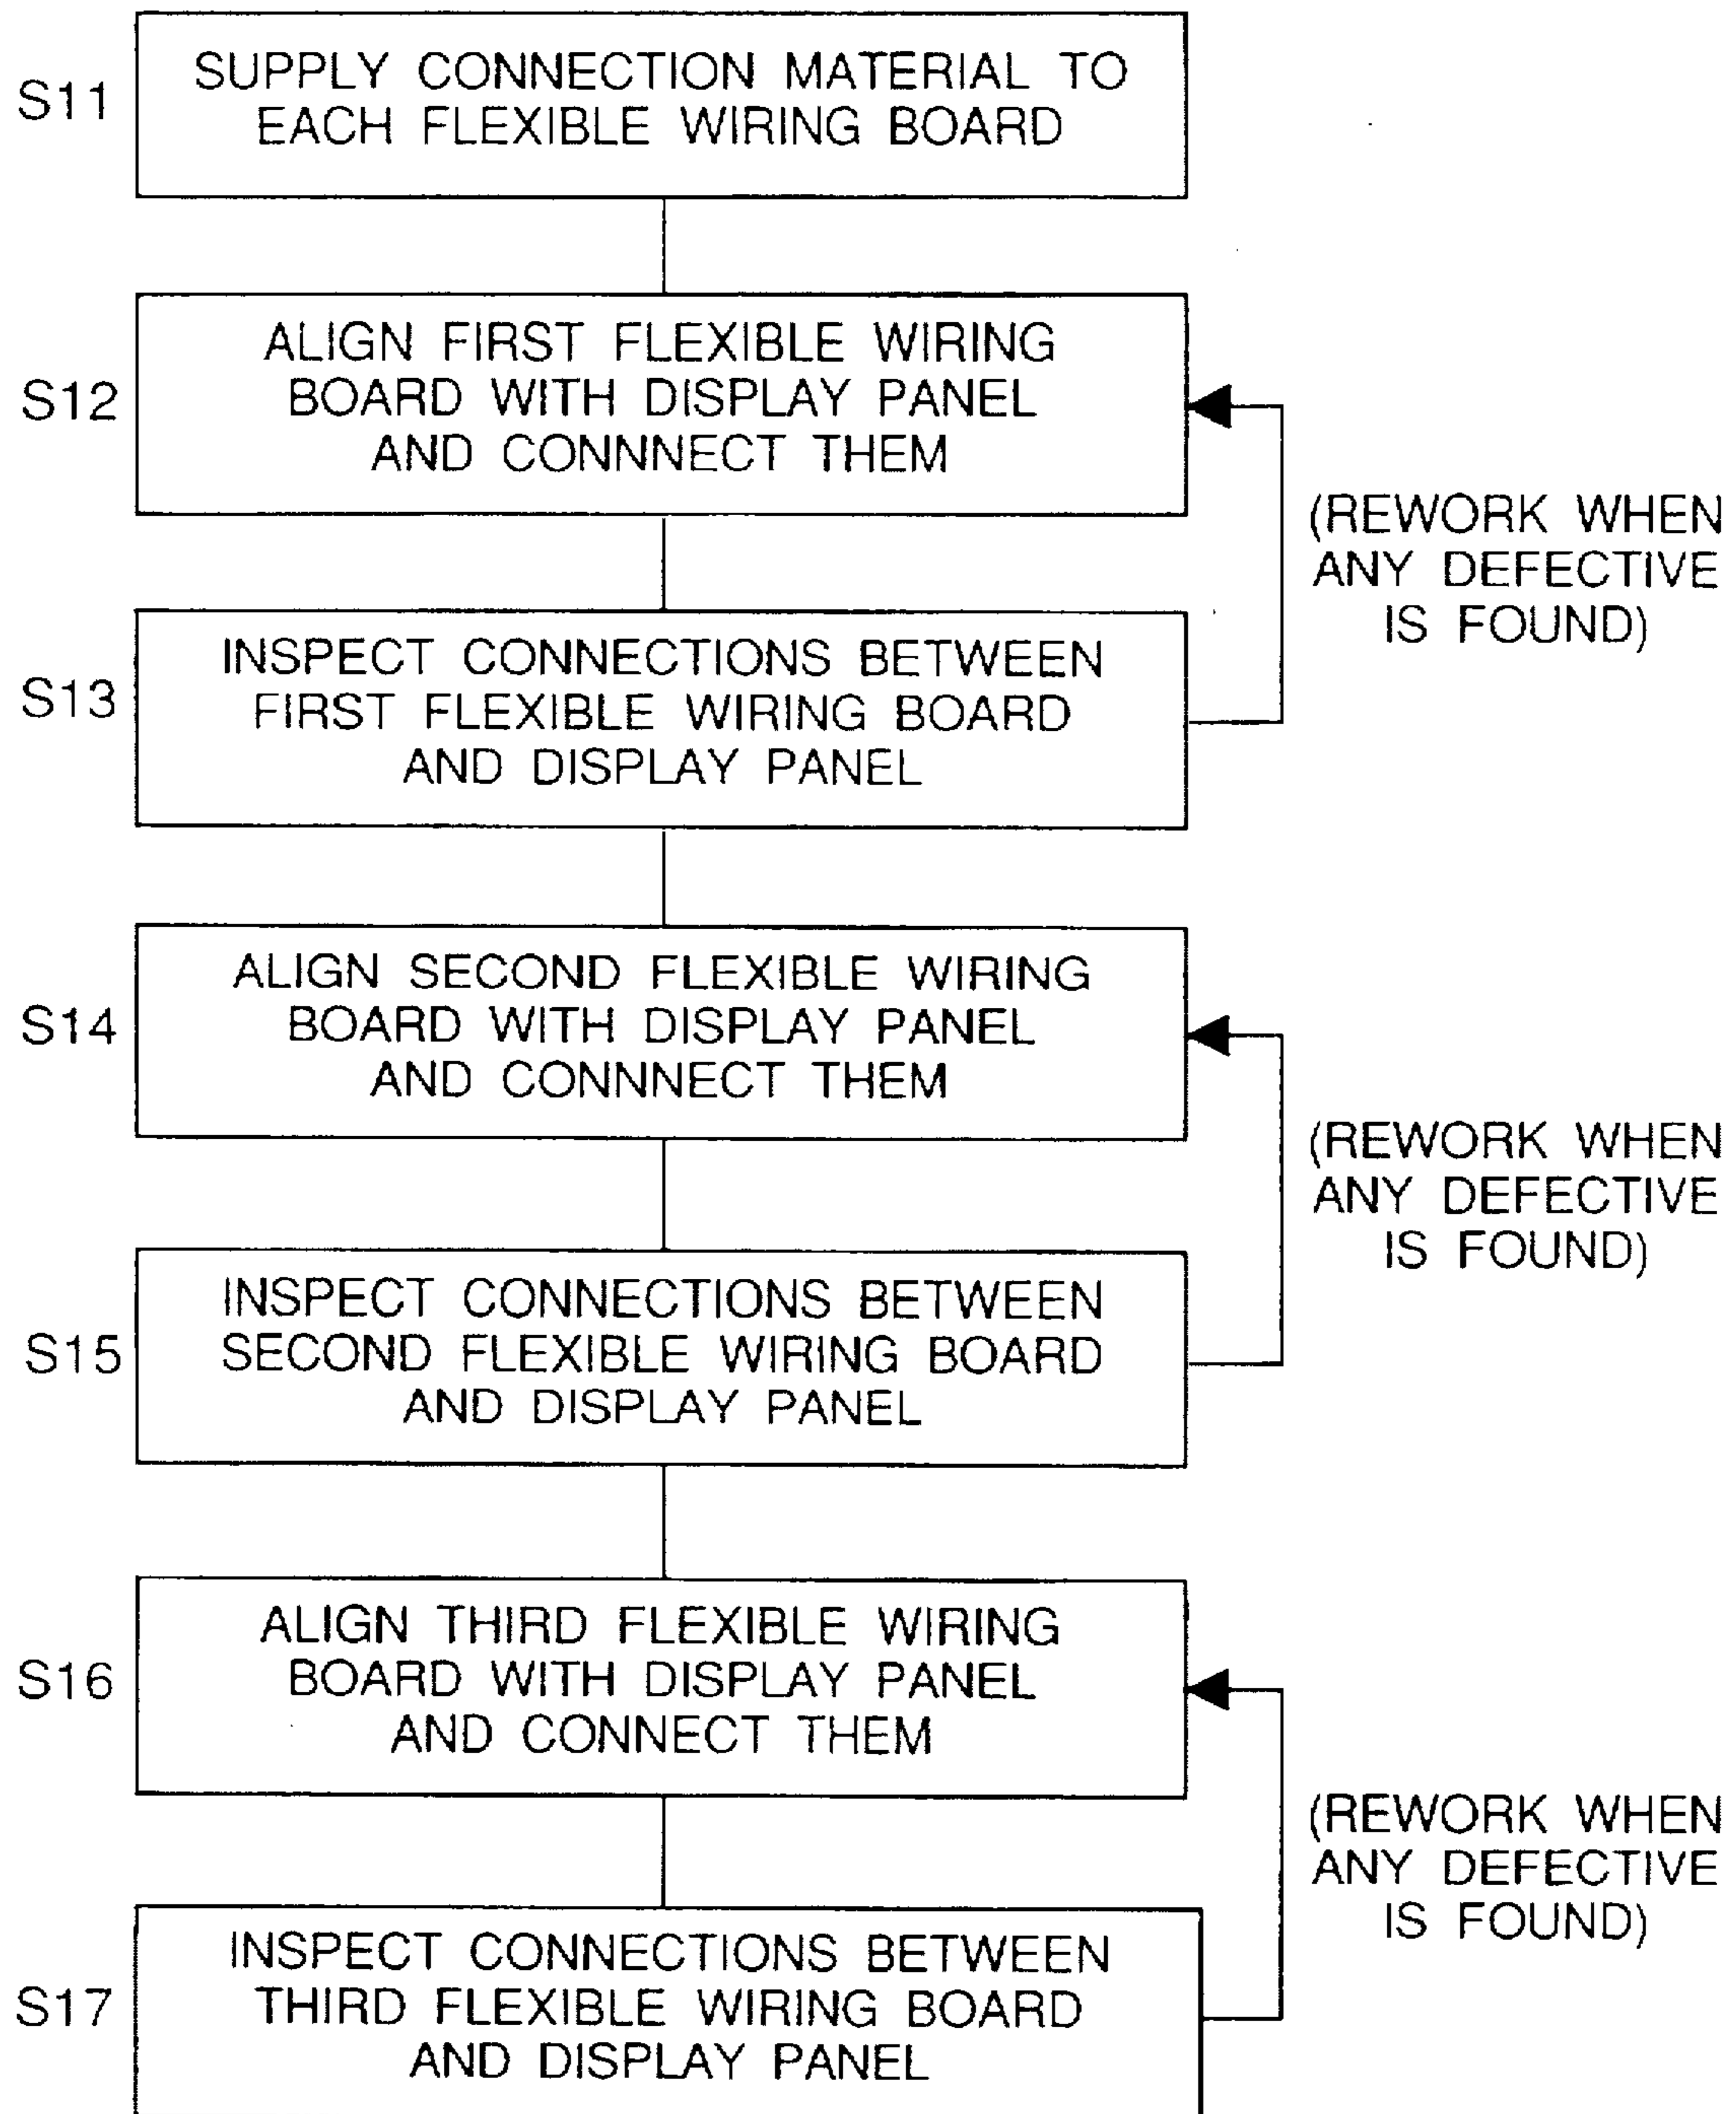 S11
SUPPLY CONNECTION MATERIAL TO
EACH FLEXIBLE WIRING BOARD
S12
ALIGN FIRST FLEXIBLE WIRING
BOARD WITH DISPLAY PANEL
AND CONNNECT THEM
(REWORK WHEN
ANY DEFECTIVE
IS FOUND)
S13
INSPECT CONNECTIONS BETWEEN
FIRST FLEXIBLE WIRING BOARD
AND DISPLAY PANEL
S14
ALIGN SECOND FLEXIBLE WIRING
BOARD WITH DISPLAY PANEL
AND CONNNECT THEM
(REWORK WHEN
ANY DEFECTIVE
IS FOUND)
S15
INSPECT CONNECTIONS BETWEEN
SECOND FLEXIBLE WIRING BOARD
AND DISPLAY PANEL
S16
ALIGN THIRD FLEXIBLE WIRING
BOARD WITH DISPLAY PANEL
AND CONNECT THEM
(REWORK WHEN
ANY DEFECTIVE
IS FOUND)
S17
INSPECT CONNECTIONS BETWEEN
THIRD FLEXIBLE WIRING BOARD
AND DISPLAY PANEL